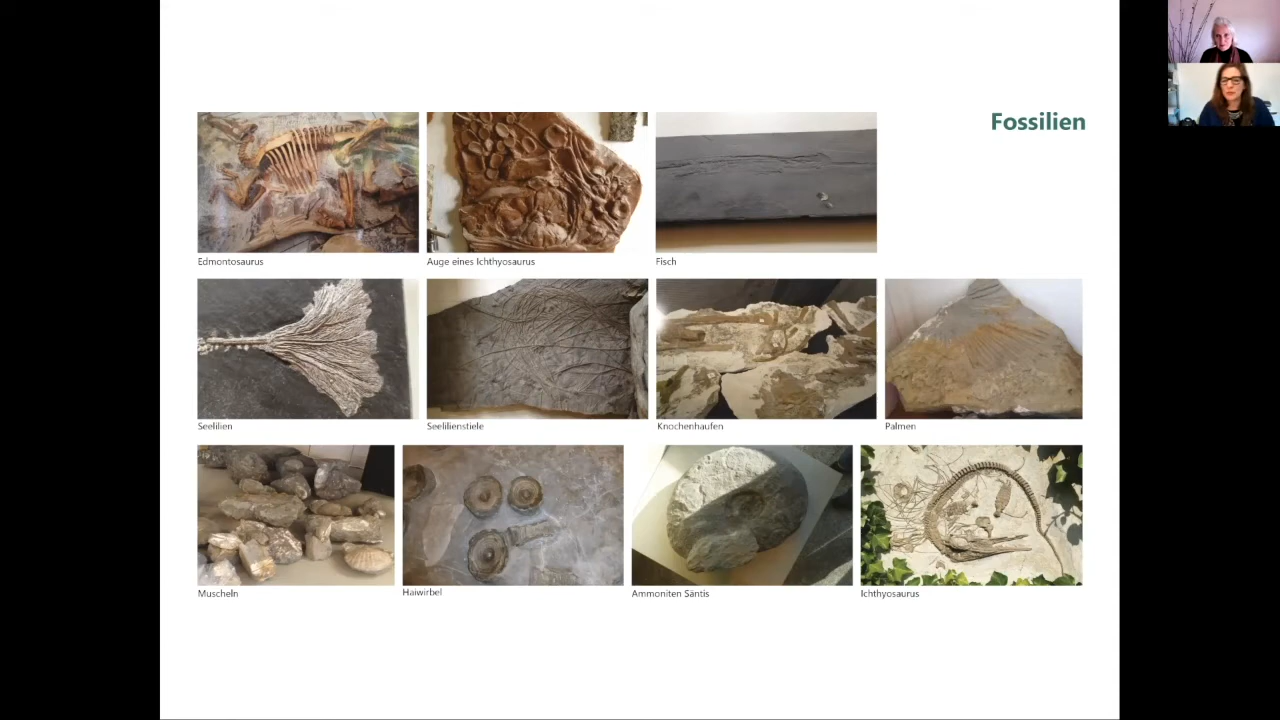 Fossilien
Edmontosaurus
Auge eines Ichthyosaurus
Fisch
Seelilien
Seelilienstiele
Knochenhaufen
Palmen
Muscheln
Haiwirbel
Ammoniten Säntis
Ichthyosaurus